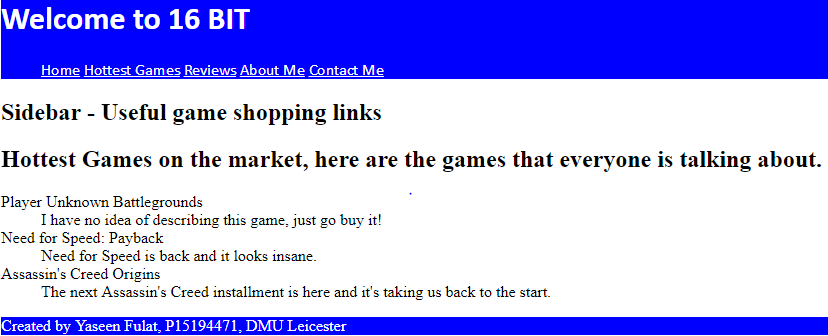 Welcome to 16 BIT
Home Hottest Games Reviews About Me Contact Me
Sidebar - Useful game shopping links
Hottest Games on the market, here are the games that everyone is talking about.
Player Unknown Battlegrounds
I have no idea of describing this game, just go buy it!
Need for Speed: Payback
Need for Speed is back and it looks insane.
Assassin's Creed Origins
The next Assassin's Creed installment is here and it's taking us back to the start.
Created by Yaseen Fulat, P15194471, DMU Leicester